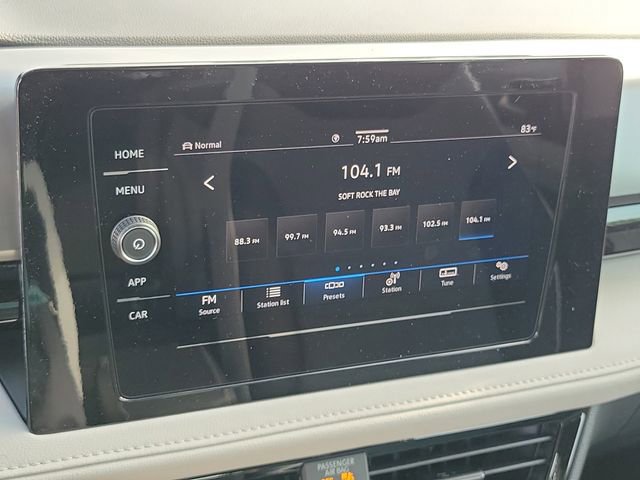 HOME
MENU
APP
CAR
Normal
7:59am
83°F
104.1 FM
SOFT ROCK THE BAY
88.3 FM
99.7 FM
94.5 FM
93.3 FM
102.5 FM
104.1 FM
FM
Source
Station list
Presets
Station
Tune
Settings
PASSENGER
AIR BAG